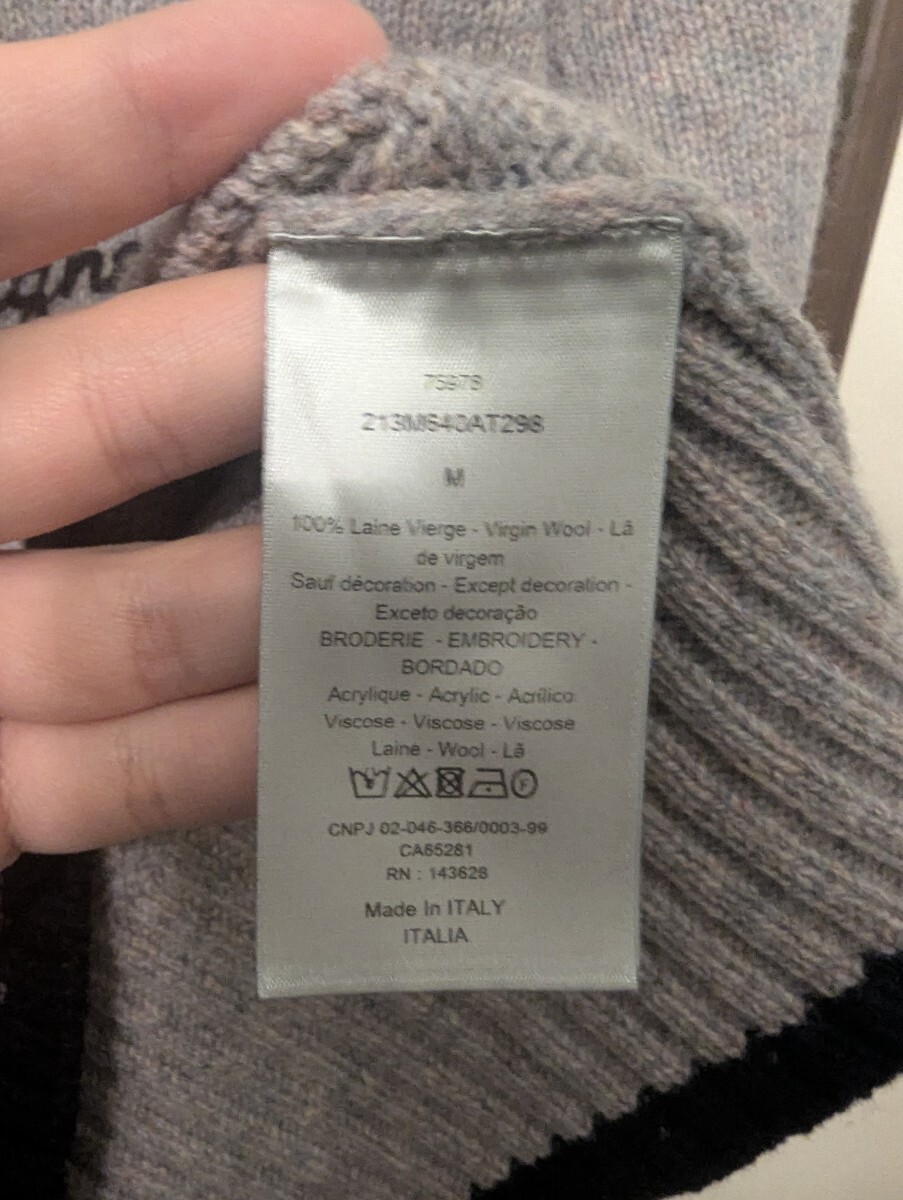 75978
213M640AT298
M
100% Laine Vierge - Virgin Wool - Lã
de virgem
Sauf décoration - Except decoration -
Exceto decoração
BRODERIE - EMBROIDERY -
BORDADO
Acrylique - Acrylic - Acrílico
Viscose - Viscose - Viscose
Laine - Wool - Lã
CNPJ 02-046-366/0003-99
CA65281
RN : 143628
Made In ITALY
ITALIA